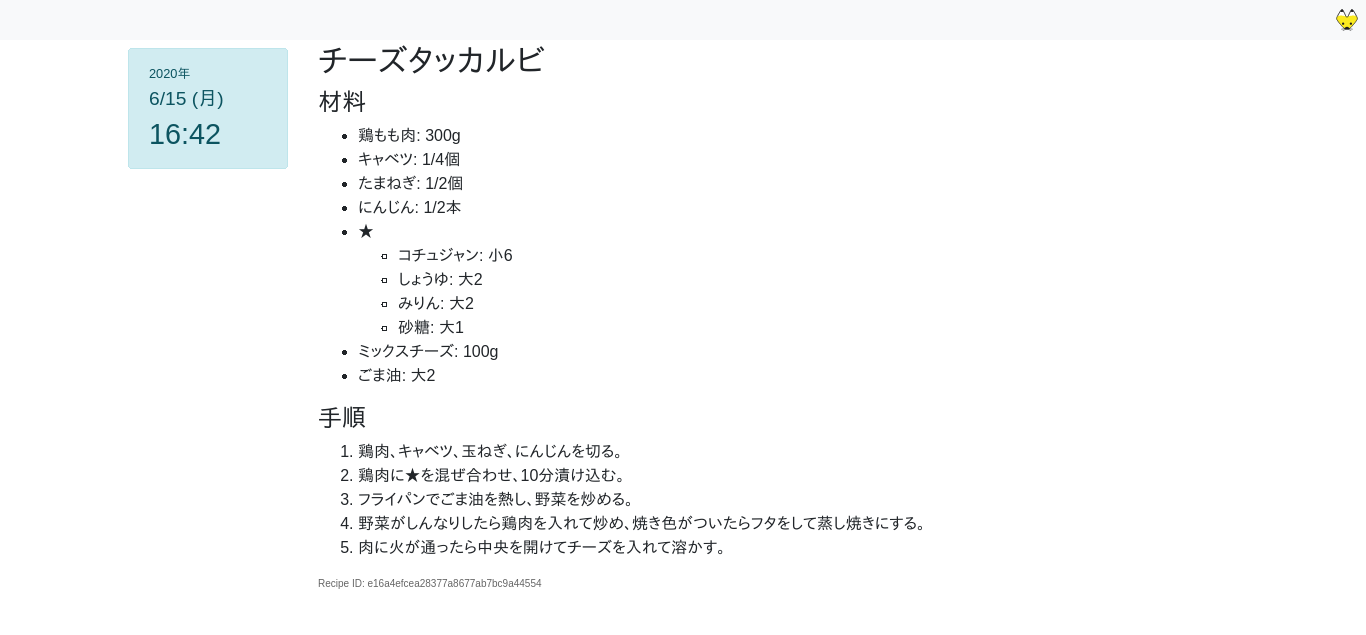 2020年
6/15 (月)
16:42
チーズタッカルビ
材料
鶏もも肉: 300g
キャベツ: 1/4個
たまねぎ: 1/2個
にんじん: 1/2本
★
コチュジャン: 小6
しょうゆ: 大2
みりん: 大2
砂糖: 大1
ミックスチーズ: 100g
ごま油: 大2
手順
1. 鶏肉、キャベツ、玉ねぎ、にんじんを切る。
2. 鶏肉に★を混ぜ合わせ、10分漬け込む。
3. フライパンでごま油を熱し、野菜を炒める。
4. 野菜がしんなりしたら鶏肉を入れて炒め、焼き色がついたらフタをして蒸し焼きにする。
5. 肉に火が通ったら中央を開けてチーズを入れて溶かす。
Recipe ID: e16a4efcea28377a8677ab7bc9a44554